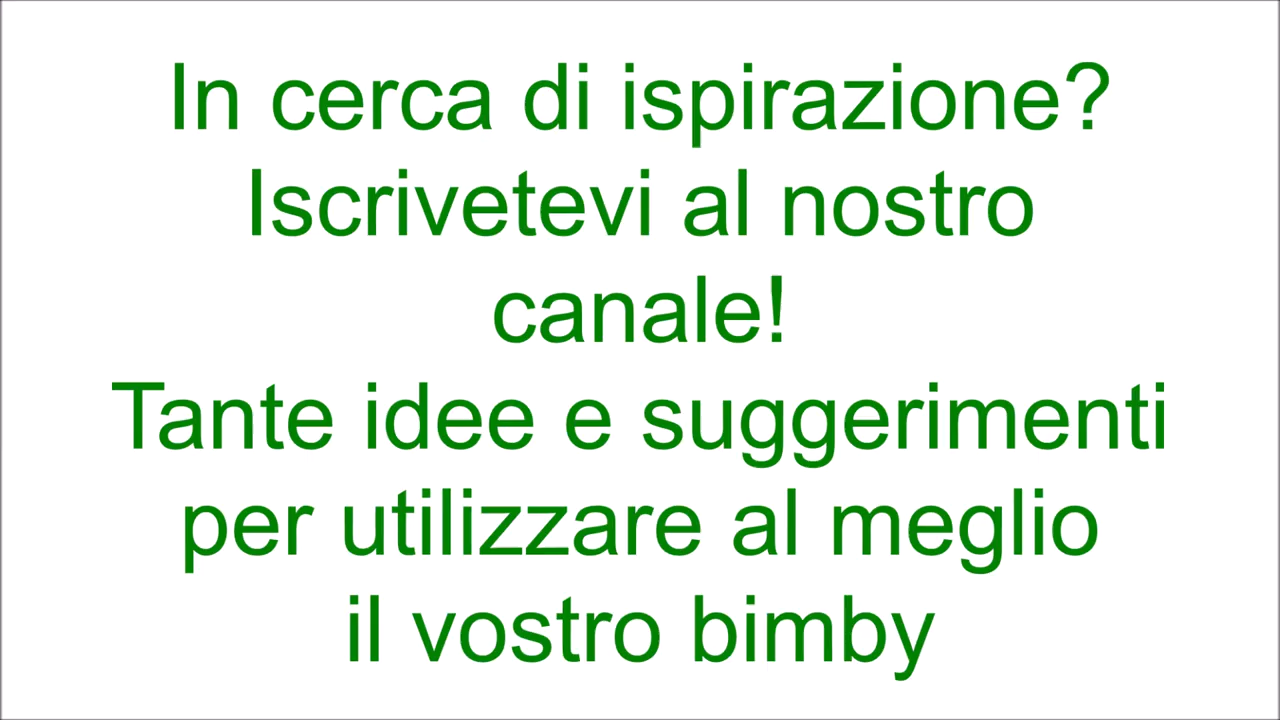 In cerca di ispirazione?
Iscrivetevi al nostro
canale!
Tante idee e suggerimenti
per utilizzare al meglio
il vostro bimby